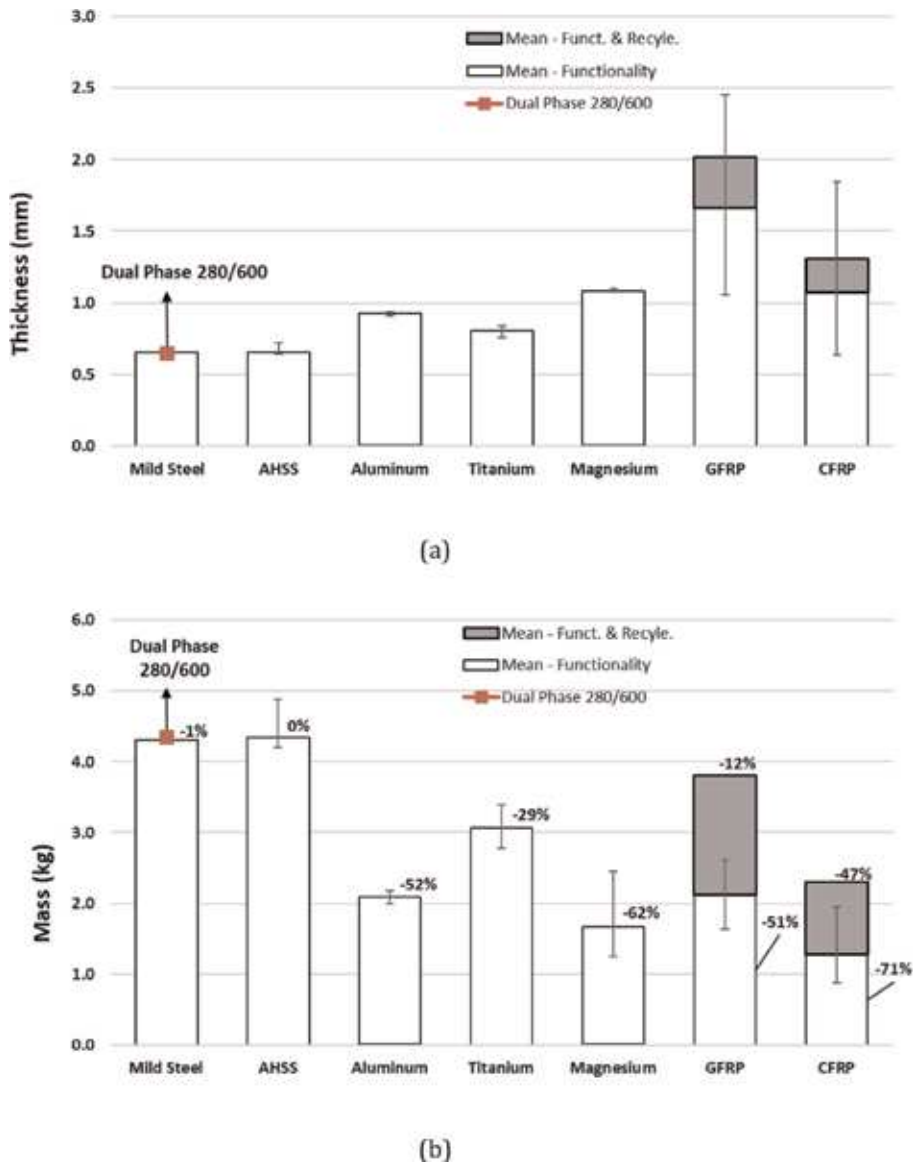 3.0
Mean - Funct. & Recyle.
Mean - Functionality
Dual Phase 280/600
2.5
2.0
1.5
Dual Phase 280/600
1.0
0.5
0.0
Thickness (mm)
Mild Steel AHSS Aluminum Titanium Magnesium GFRP CFRP
(a)
6.0
Mean - Funct. & Recyle.
Mean - Functionality
Dual Phase 280/600
Dual Phase
280/600
5.0
-1%
0%
4.0
-12%
3.0
-29%
-47%
-52%
2.0
-62%
-51%
1.0
-71%
0.0
Mass (kg)
Mild Steel AHSS Aluminum Titanium Magnesium GFRP CFRP
(b)